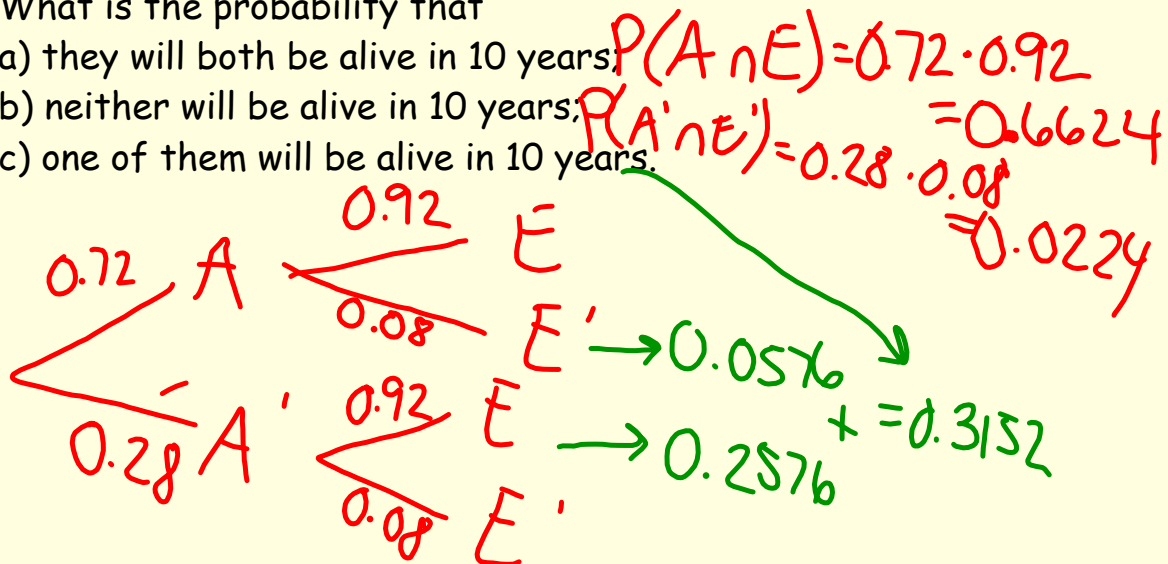 What is the probability that
a) they will both be alive in 10 years; P(A ∩ E) = 0.72 · 0.92
= 0.6624
b) neither will be alive in 10 years; P(A' ∩ E') = 0.28 · 0.08
= 0.0224
c) one of them will be alive in 10 years.
0.92 E
0.72 A
0.08 E' → 0.0576
+ = 0.3152
0.92 E → 0.2576
0.28 A'
0.08 E'